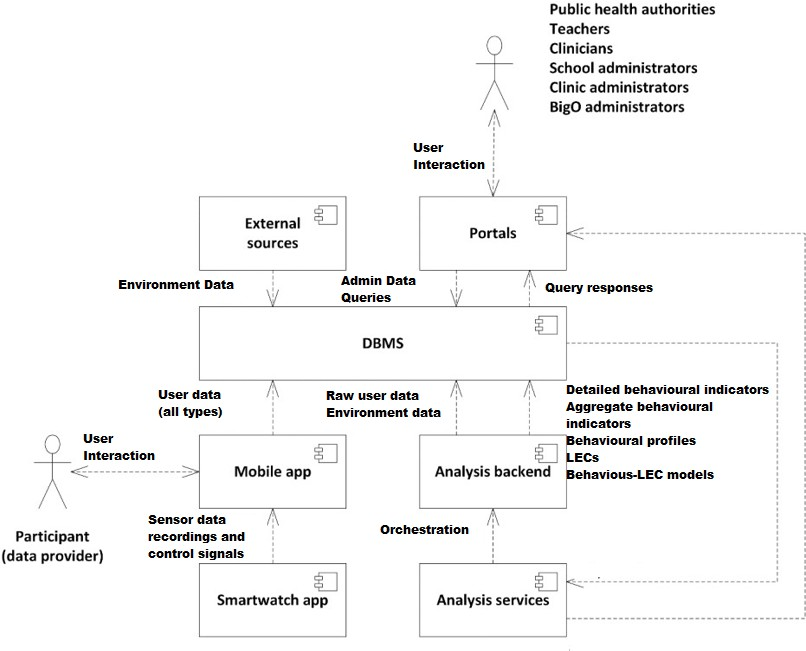 Public health authorities
Teachers
Clinicians
School administrators
Clinic administrators
BigO administrators
User
Interaction
External
sources
Portals
Environment Data
Admin Data
Queries
Query responses
DBMS
User data
(all types)
Raw user data
Environment data
Detailed behavioural indicators
Aggregate behavioural
indicators
Behavioural profiles
LECs
Behavious-LEC models
User
Interaction
Mobile app
Analysis backend
Participant
(data provider)
Sensor data
recordings and
control signals
Orchestration
Smartwatch app
Analysis services